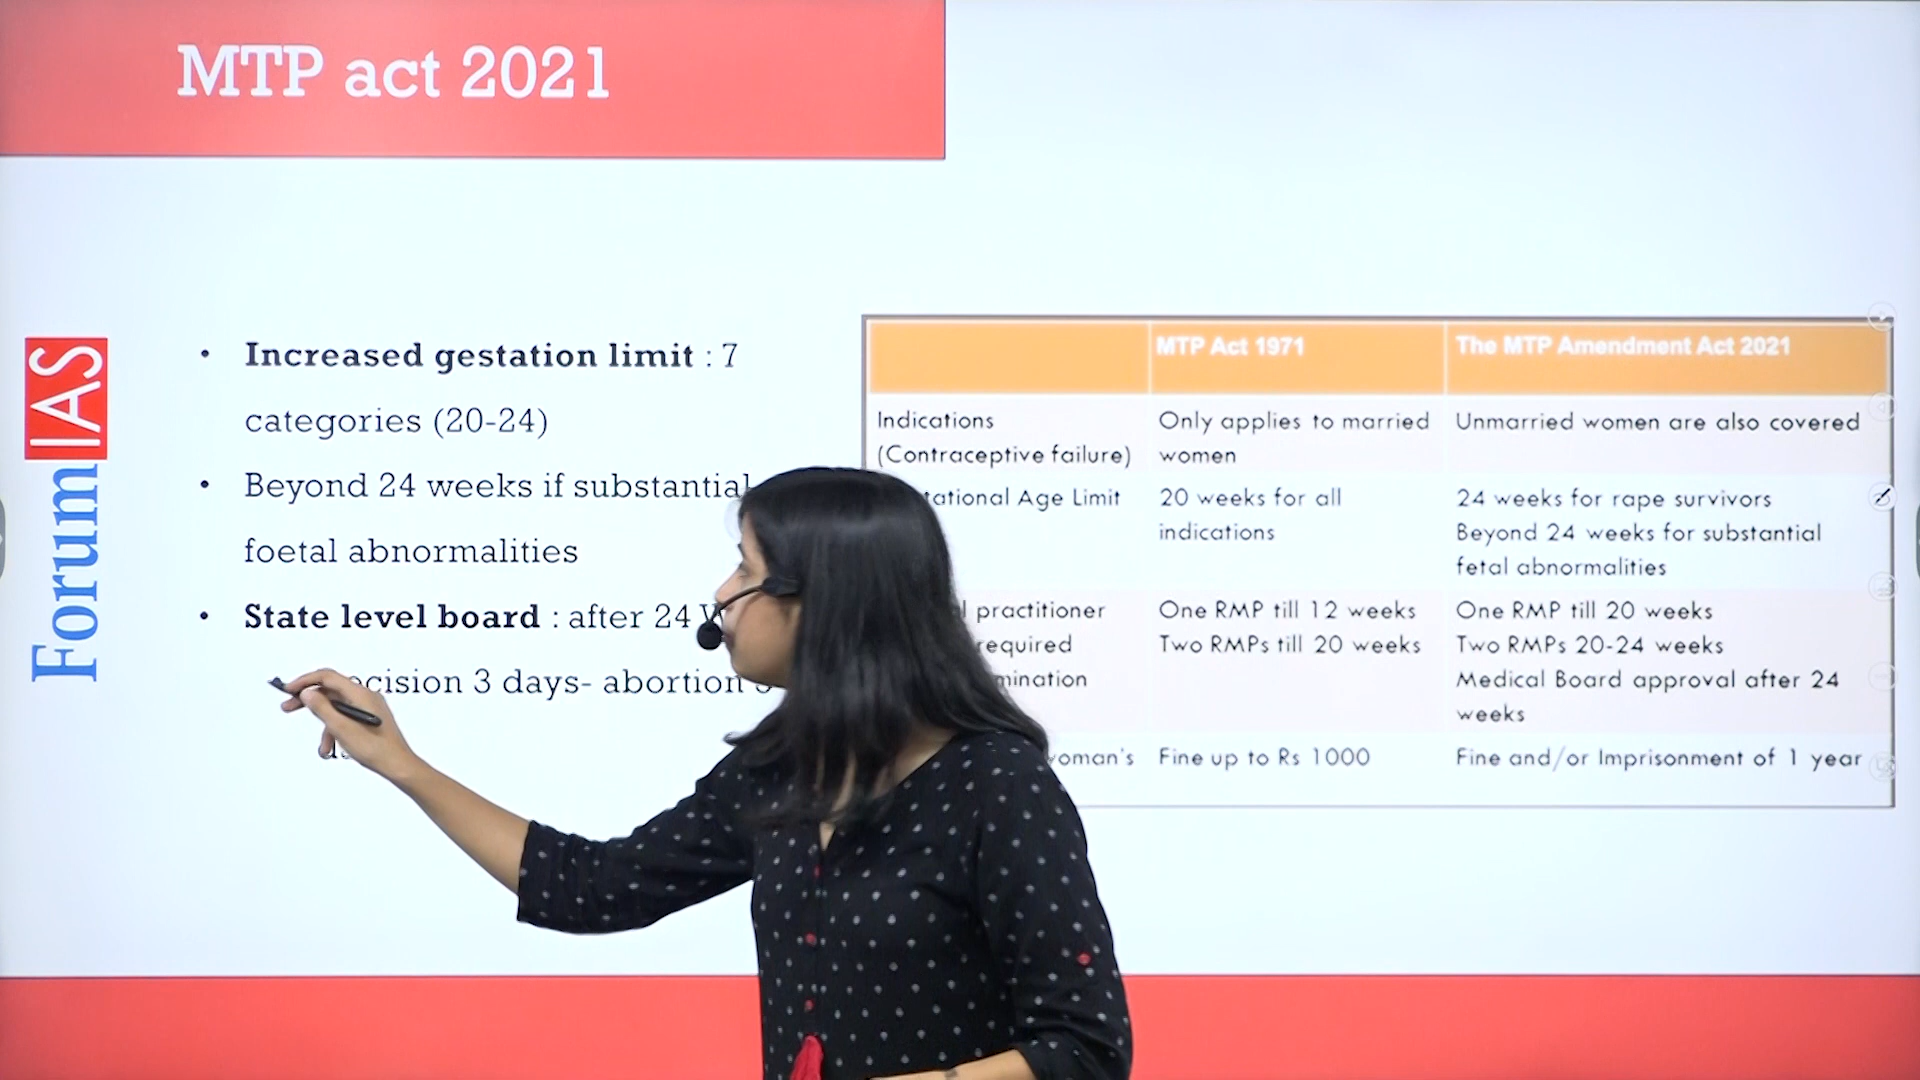 MTP act 2021
Forum IAS
• Increased gestation limit : 7
categories (20-24)
• Beyond 24 weeks if substantial
foetal abnormalities
• State level board : after 24
3 days- abortion
MTP Act 1971
The MTP Amendment Act 2021
Indications
(Contraceptive failure)
Only applies to married
women
Unmarried women are also covered
Age Limit
20 weeks for all
indications
24 weeks for rape survivors
Beyond 24 weeks for substantial
fetal abnormalities
practitioner
required
One RMP till 12 weeks
Two RMPs till 20 weeks
One RMP till 20 weeks
Two RMPs 20-24 weeks
Medical Board approval after 24
weeks
Fine up to Rs 1000
Fine and/or Imprisonment of 1 year